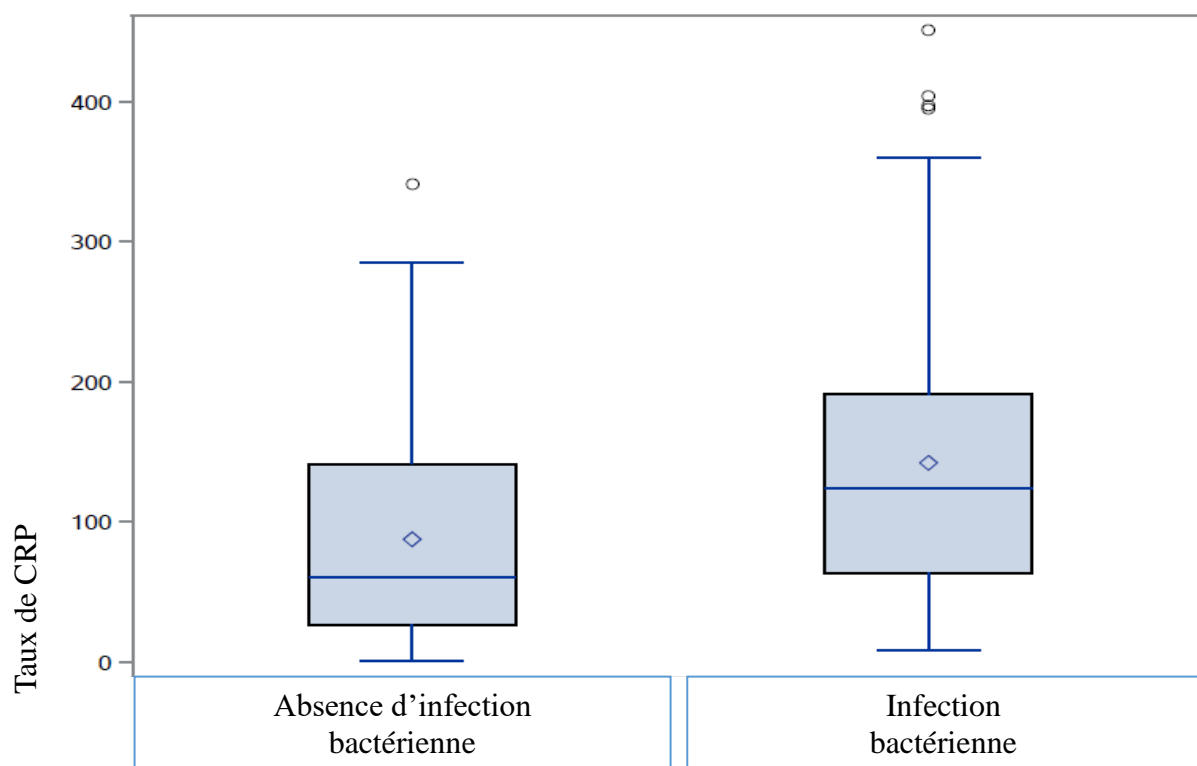 400
300
200
100
0
Taux de CRP
Absence d’infection
bactérienne
Infection
bactérienne